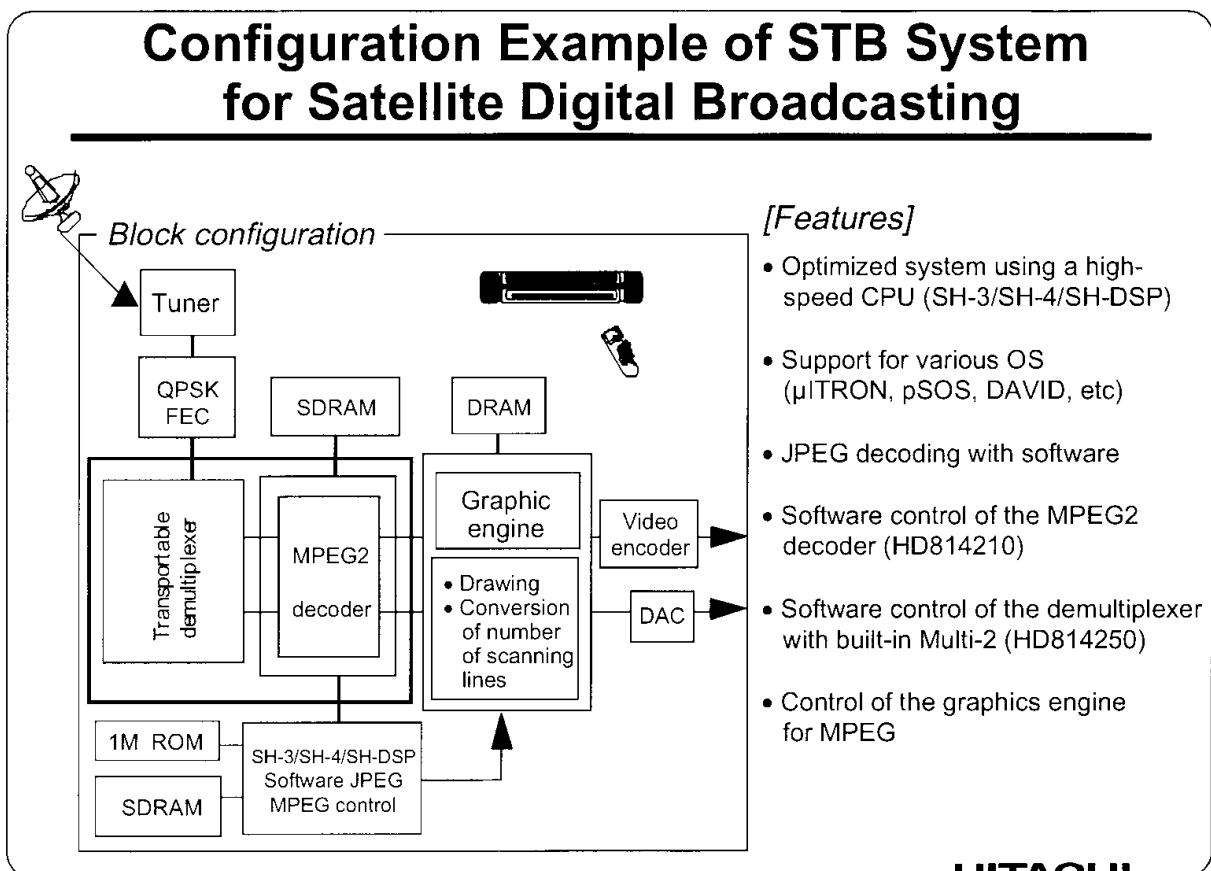 Configuration Example of STB System
for Satellite Digital Broadcasting
Block configuration
Tuner
QPSK
FEC
SDRAM
DRAM
Transportable
demultiplexer
MPEG2
decoder
Graphic
engine
• Drawing
• Conversion
of number
of scanning
lines
Video
encoder
DAC
1M ROM
SDRAM
SH-3/SH-4/SH-DSP
Software JPEG
MPEG control
[Features]
• Optimized system using a high-
speed CPU (SH-3/SH-4/SH-DSP)
• Support for various OS
(µITRON, pSOS, DAVID, etc)
• JPEG decoding with software
• Software control of the MPEG2
decoder (HD814210)
• Software control of the demultiplexer
with built-in Multi-2 (HD814250)
• Control of the graphics engine
for MPEG
HITACHI